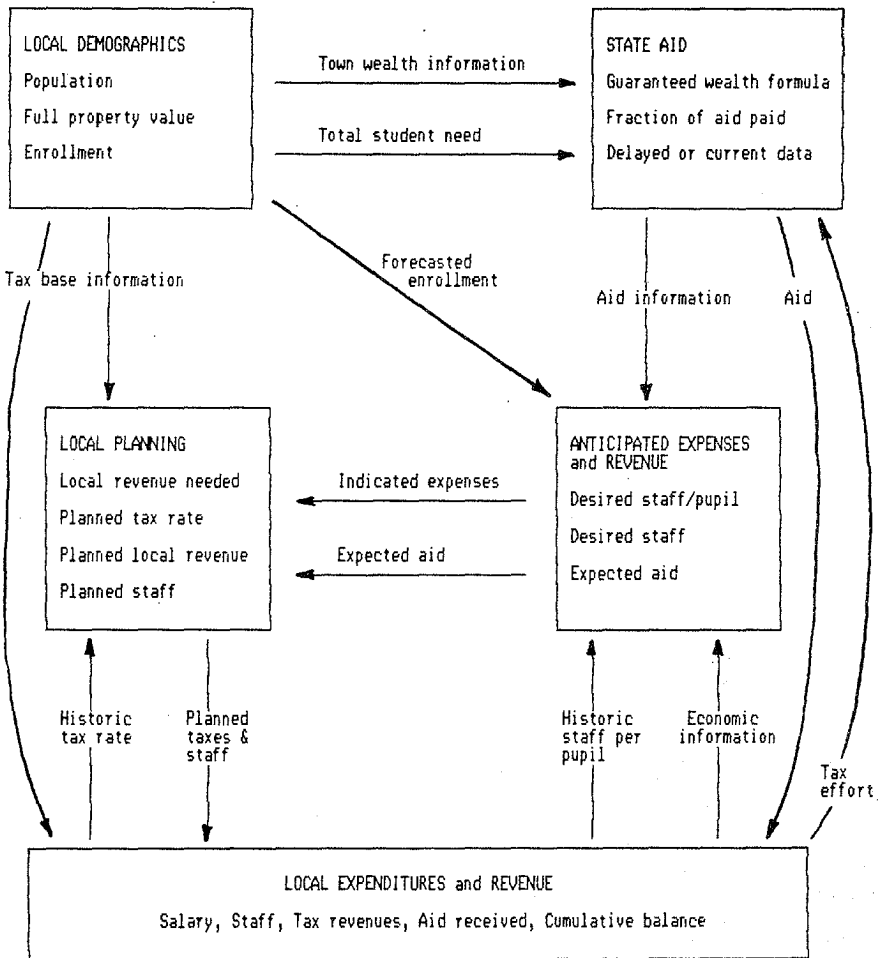 LOCAL DEMOGRAPHICS
Population
Full property value
Enrollment
Town wealth information
Total student need
STATE AID
Guaranteed wealth formula
Fraction of aid paid
Delayed or current data
Tax base information
Forecasted
enrollment
Aid information
Aid
LOCAL PLANNING
Local revenue needed
Planned tax rate
Planned local revenue
Planned staff
Indicated expenses
Expected aid
ANTICIPATED EXPENSES
and REVENUE
Desired staff/pupil
Desired staff
Expected aid
Historic
tax rate
Planned
taxes &
staff
Historic
staff per
pupil
Economic
information
Tax
effort
LOCAL EXPENDITURES and REVENUE
Salary, Staff, Tax revenues, Aid received, Cumulative balance